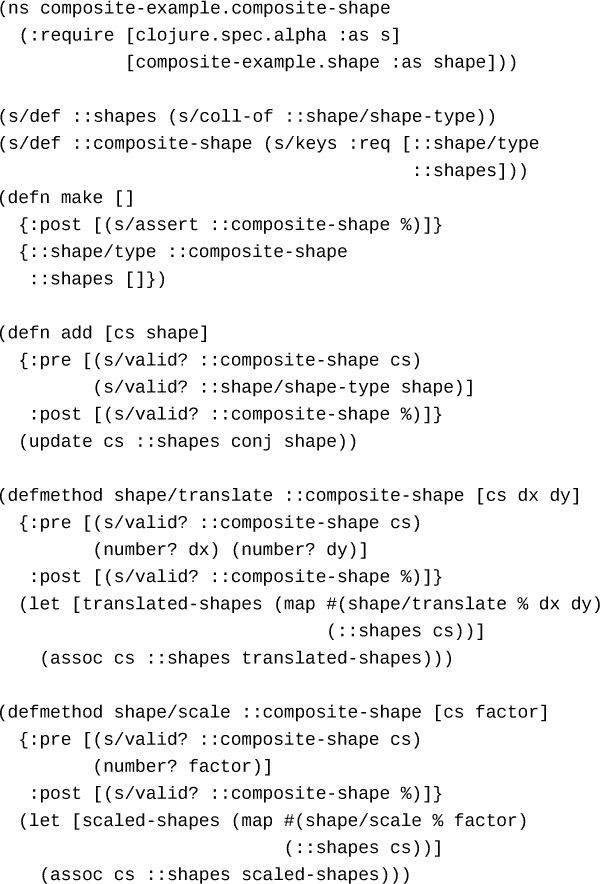 (ns composite-example.composite-shape
  (:require [clojure.spec.alpha :as s]
            [composite-example.shape :as shape]))

(s/def ::shapes (s/coll-of ::shape/shape-type))
(s/def ::composite-shape (s/keys :req [::shape/type
                                       ::shapes]))
(defn make []
  {:post [(s/assert ::composite-shape %)]}
  {::shape/type ::composite-shape
   ::shapes []})

(defn add [cs shape]
  {:pre [(s/valid? ::composite-shape cs)
         (s/valid? ::shape/shape-type shape)]
   :post [(s/valid? ::composite-shape %)]}
  (update cs ::shapes conj shape))

(defmethod shape/translate ::composite-shape [cs dx dy]
  {:pre [(s/valid? ::composite-shape cs)
         (number? dx) (number? dy)]
   :post [(s/valid? ::composite-shape %)]}
  (let [translated-shapes (map #(shape/translate % dx dy)
                               (::shapes cs))]
    (assoc cs ::shapes translated-shapes)))

(defmethod shape/scale ::composite-shape [cs factor]
  {:pre [(s/valid? ::composite-shape cs)
         (number? factor)]
   :post [(s/valid? ::composite-shape %)]}
  (let [scaled-shapes (map #(shape/scale % factor)
                           (::shapes cs))]
    (assoc cs ::shapes scaled-shapes)))